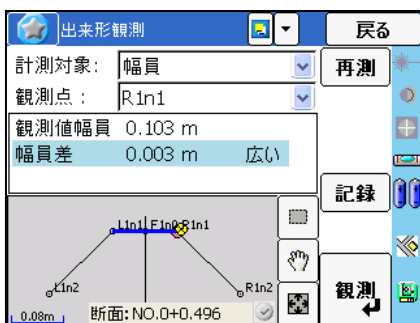 出来形観測
戻る
計測対象: 幅員
再測
観測点: R1n1
観測値幅員 0.103 m
幅員差 0.003 m 広い
記録
L1n1 E1n0 R1n1
L1n2
R1n2
観測
0.08m
断面: NO.0+0.496